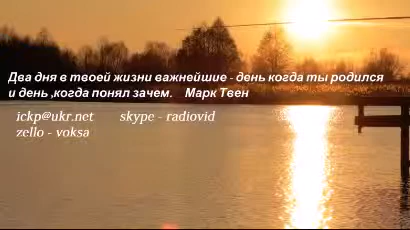 Два дня в твоей жизни важнейшие - день когда ты родился
и день ,когда понял зачем. Марк Твен
ickp@ukr.net skype - radiovid
zello - voksa